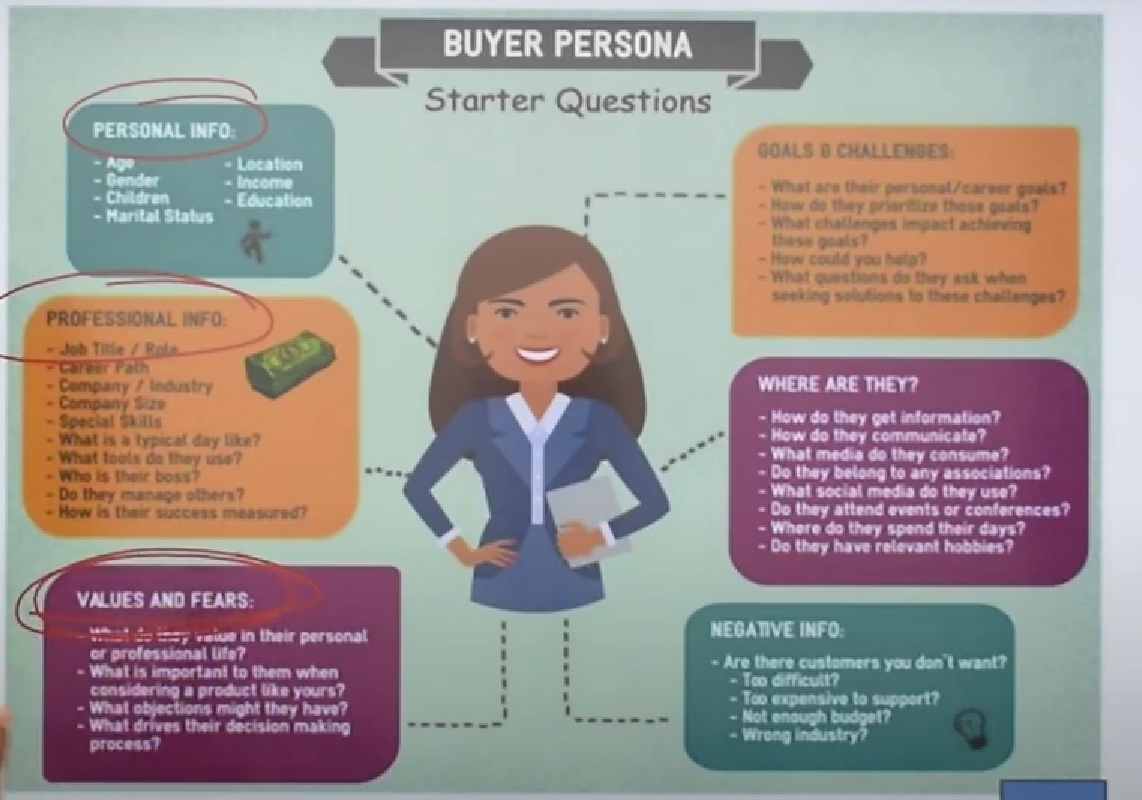 BUYER PERSONA
Starter Questions
PERSONAL INFO:
- Age
- Gender
- Children
- Marital Status
- Location
- Income
- Education
PROFESSIONAL INFO:
- Job Title / Role
- Career Path
- Company / Industry
- Company Size
- Special Skills
- What is a typical day like?
- What tools do they use?
- Who is their boss?
- Do they manage others?
- How is their success measured?
VALUES AND FEARS:
- What do they value in their personal
or professional life?
- What is important to them when
considering a product like yours?
- What objections might they have?
- What drives their decision making
process?
GOALS & CHALLENGES:
- What are their personal/career goals?
- How do they prioritize those goals?
- What challenges impact achieving
these goals?
- How could you help?
- What questions do they ask when
seeking solutions to these challenges?
WHERE ARE THEY?
- How do they get information?
- How do they communicate?
- What media do they consume?
- Do they belong to any associations?
- What social media do they use?
- Do they attend events or conferences?
- Where do they spend their days?
- Do they have relevant hobbies?
NEGATIVE INFO:
- Are there customers you don't want?
- Too difficult?
- Too expensive to support?
- Not enough budget?
- Wrong industry?